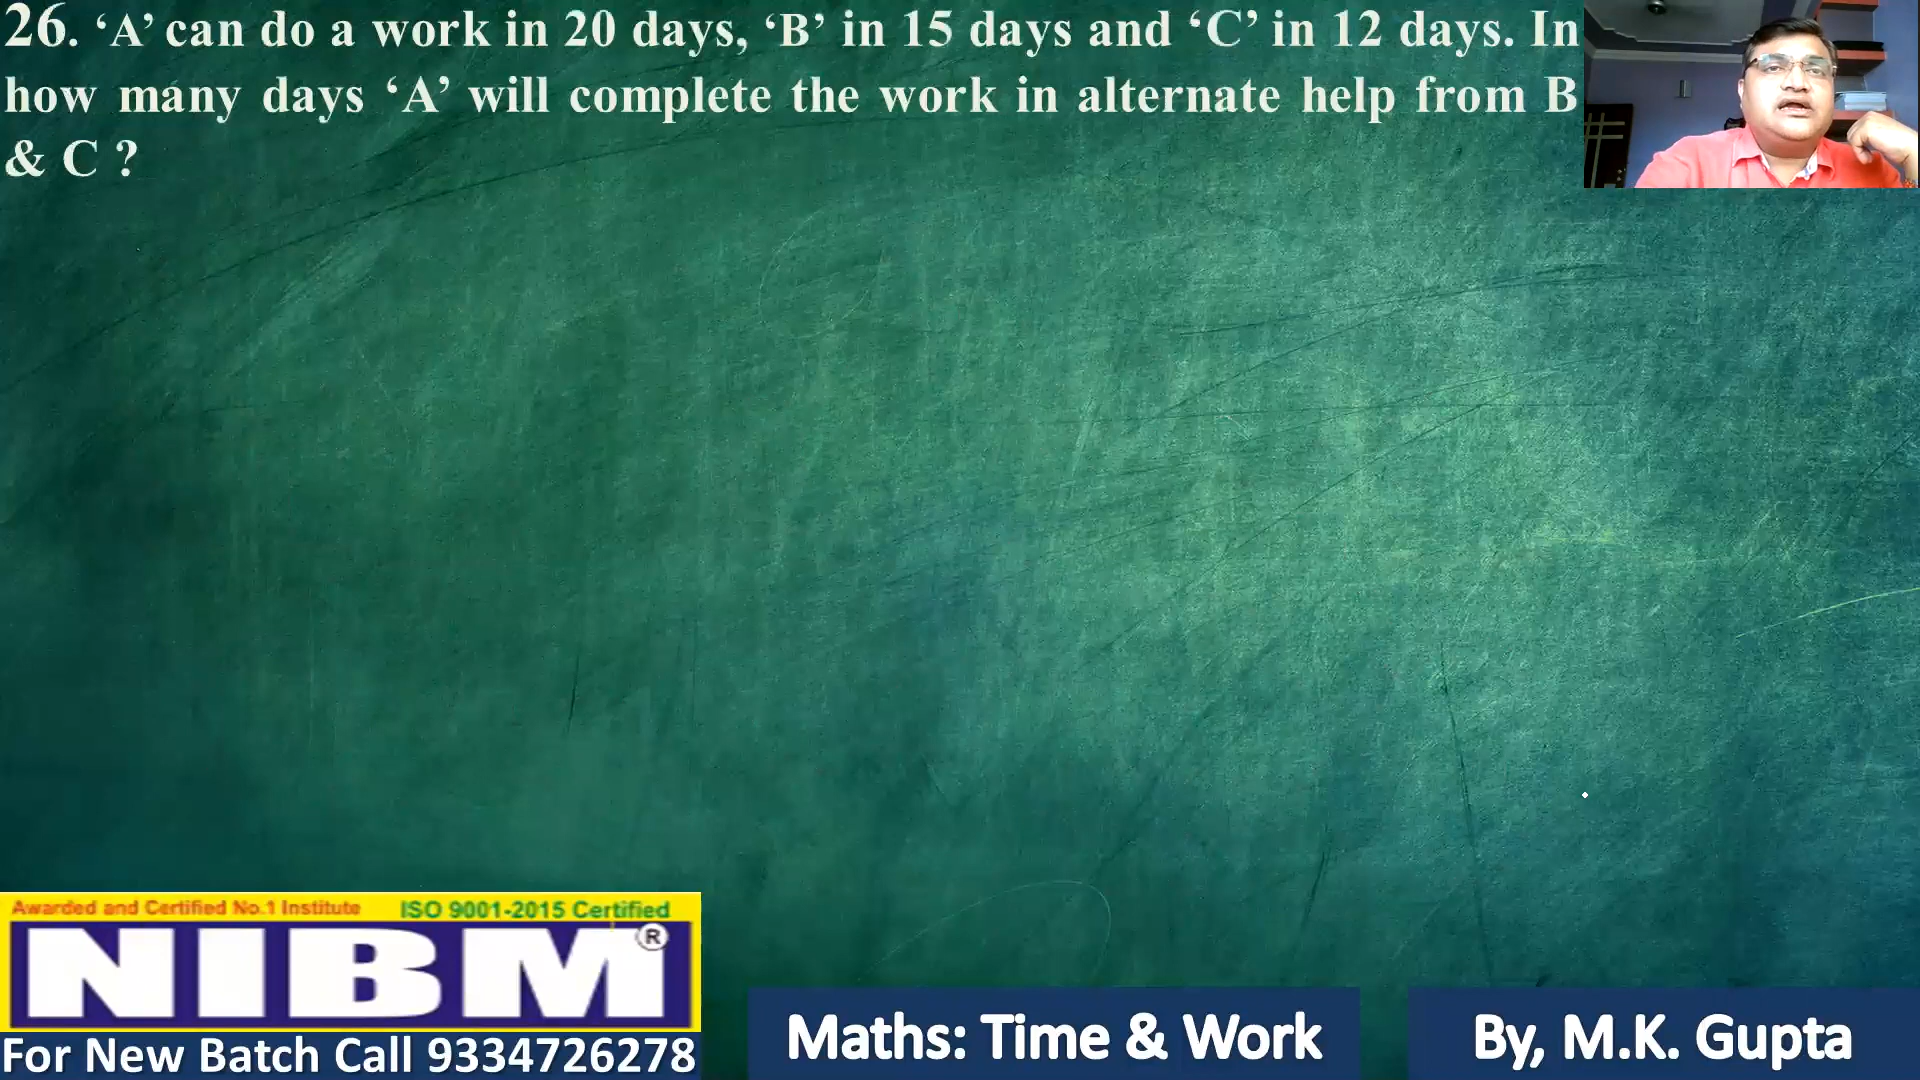 26. ‘A’ can do a work in 20 days, ‘B’ in 15 days and ‘C’ in 12 days. In
how many days ‘A’ will complete the work in alternate help from B
& C ?
Awarded and Certified No.1 Institute ISO 9001-2015 Certified
NIBM®
For New Batch Call 9334726278
Maths: Time & Work
By, M.K. Gupta